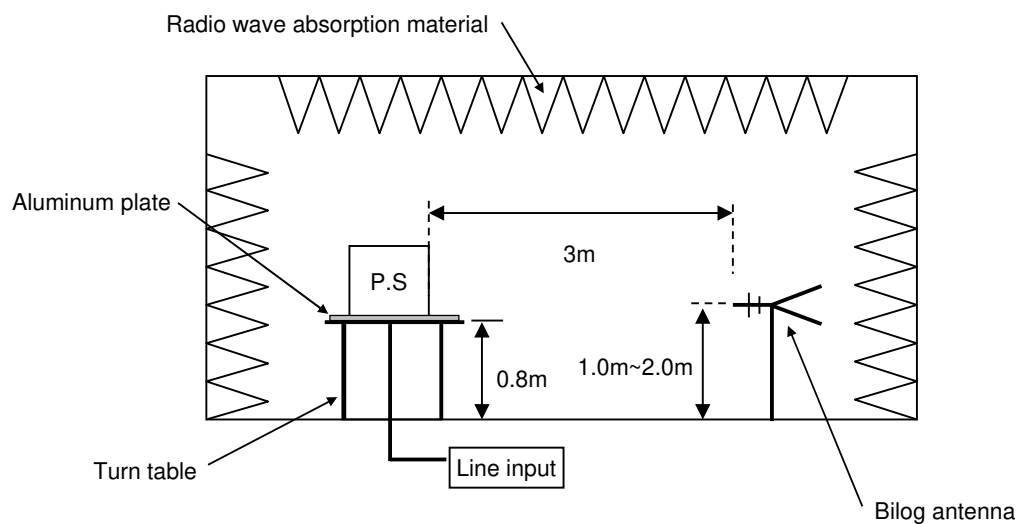 Radio wave absorption material
Aluminum plate
3m
P.S
0.8m
1.0m~2.0m
Turn table
Line input
Bilog antenna